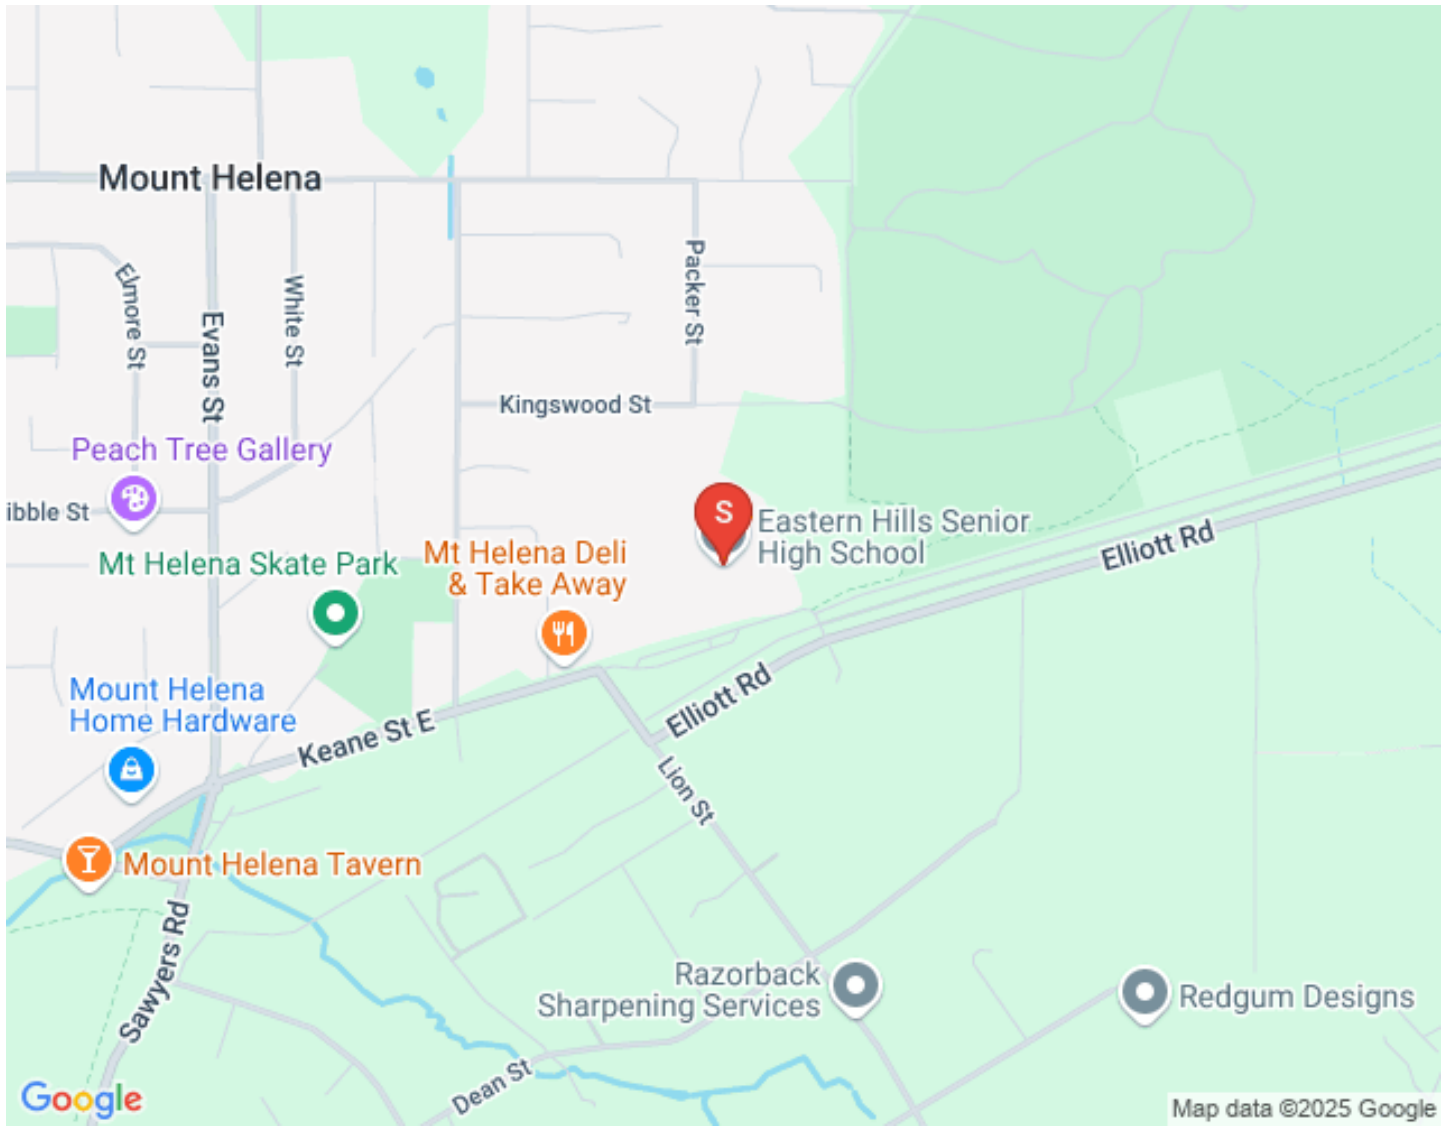 Mount Helena
Elmore St
White St
Evans St
Packer St
Kingswood St
Peach Tree Gallery
ibble St
Mt Helena Skate Park
Mt Helena Deli
& Take Away
S
Eastern Hills Senior
High School
Elliott Rd
Mount Helena
Home Hardware
Keane St E
Elliott Rd
Lion St
Mount Helena Tavern
Sawyers Rd
Razorback
Sharpening Services
Redgum Designs
Dean St
Google
Map data ©2025 Google